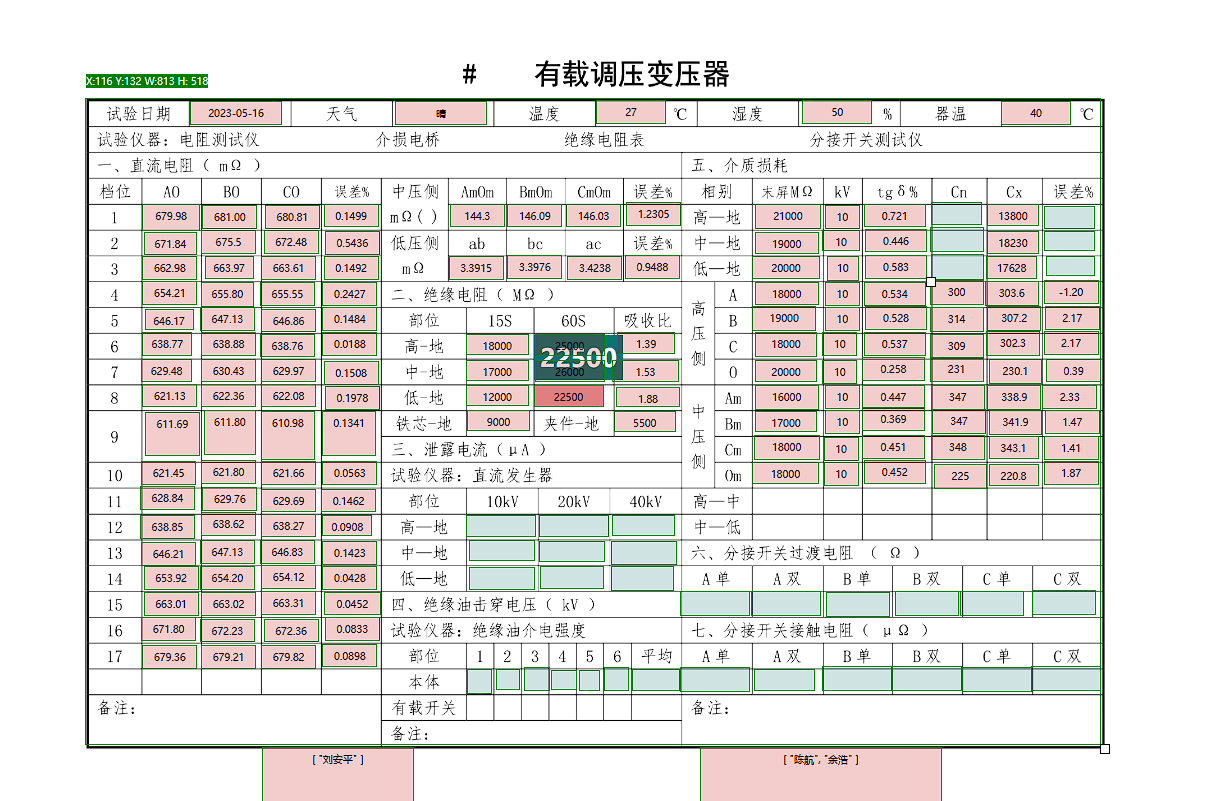 X:116 Y:132 W:813 H: 518
# 有载调压变压器
试验日期 2023-05-16 天气 晴 温度 27 ℃ 湿度 50 % 器温 40 ℃
试验仪器：电阻测试仪 介损电桥 绝缘电阻表 分接开关测试仪
一、直流电阻（ mΩ ） 五、介质损耗
档位 AO BO CO 误差% 中压侧 AmOm BmOm CmOm 误差% 相别 末屏MΩ kV tgδ% Cn Cx 误差%
1 679.98 681.00 680.81 0.1499 mΩ( ) 144.3 146.09 146.03 1.2305 高—地 21000 10 0.721 13800
2 671.84 675.5 672.48 0.5436 低压侧 ab bc ac 误差% 中—地 19000 10 0.446 18230
3 662.98 663.97 663.61 0.1492 mΩ 3.3915 3.3976 3.4238 0.9488 低—地 20000 10 0.583 17628
4 654.21 655.80 655.55 0.2427 二、绝缘电阻（ MΩ ） 高压侧 A 18000 10 0.534 300 303.6 -1.20
5 646.17 647.13 646.86 0.1484 部位 15S 60S 吸收比 B 19000 10 0.528 314 307.2 2.17
6 638.77 638.88 638.76 0.0188 高-地 18000 25000 1.39 C 18000 10 0.537 309 302.3 2.17
22500
7 629.48 630.43 629.97 0.1508 中-地 17000 26000 1.53 O 20000 10 0.258 231 230.1 0.39
8 621.13 622.36 622.08 0.1978 低-地 12000 22500 1.88 中压侧 Am 16000 10 0.447 347 338.9 2.33
9 611.69 611.80 610.98 0.1341 铁芯-地 9000 夹件-地 5500 Bm 17000 10 0.369 347 341.9 1.47
三、泄露电流（μA ） Cm 18000 10 0.451 348 343.1 1.41
10 621.45 621.80 621.66 0.0563 试验仪器：直流发生器 Om 18000 10 0.452 225 220.8 1.87
11 628.84 629.76 629.69 0.1462 部位 10kV 20kV 40kV 高—中
12 638.85 638.62 638.27 0.0908 高—地 中—低
13 646.21 647.13 646.83 0.1423 中—地 六、分接开关过渡电阻 （ Ω ）
14 653.92 654.20 654.12 0.0428 低—地 A单 A双 B单 B双 C单 C双
15 663.01 663.02 663.31 0.0452 四、绝缘油击穿电压（ kV ）
16 671.80 672.23 672.36 0.0833 试验仪器：绝缘油介电强度 七、分接开关接触电阻（ μΩ ）
17 679.36 679.21 679.82 0.0898 部位 1 2 3 4 5 6 平均 A单 A双 B单 B双 C单 C双
本体
备注： 有载开关 备注：
备注：
[ "刘安平" ] [ "陈航", "余浩" ]